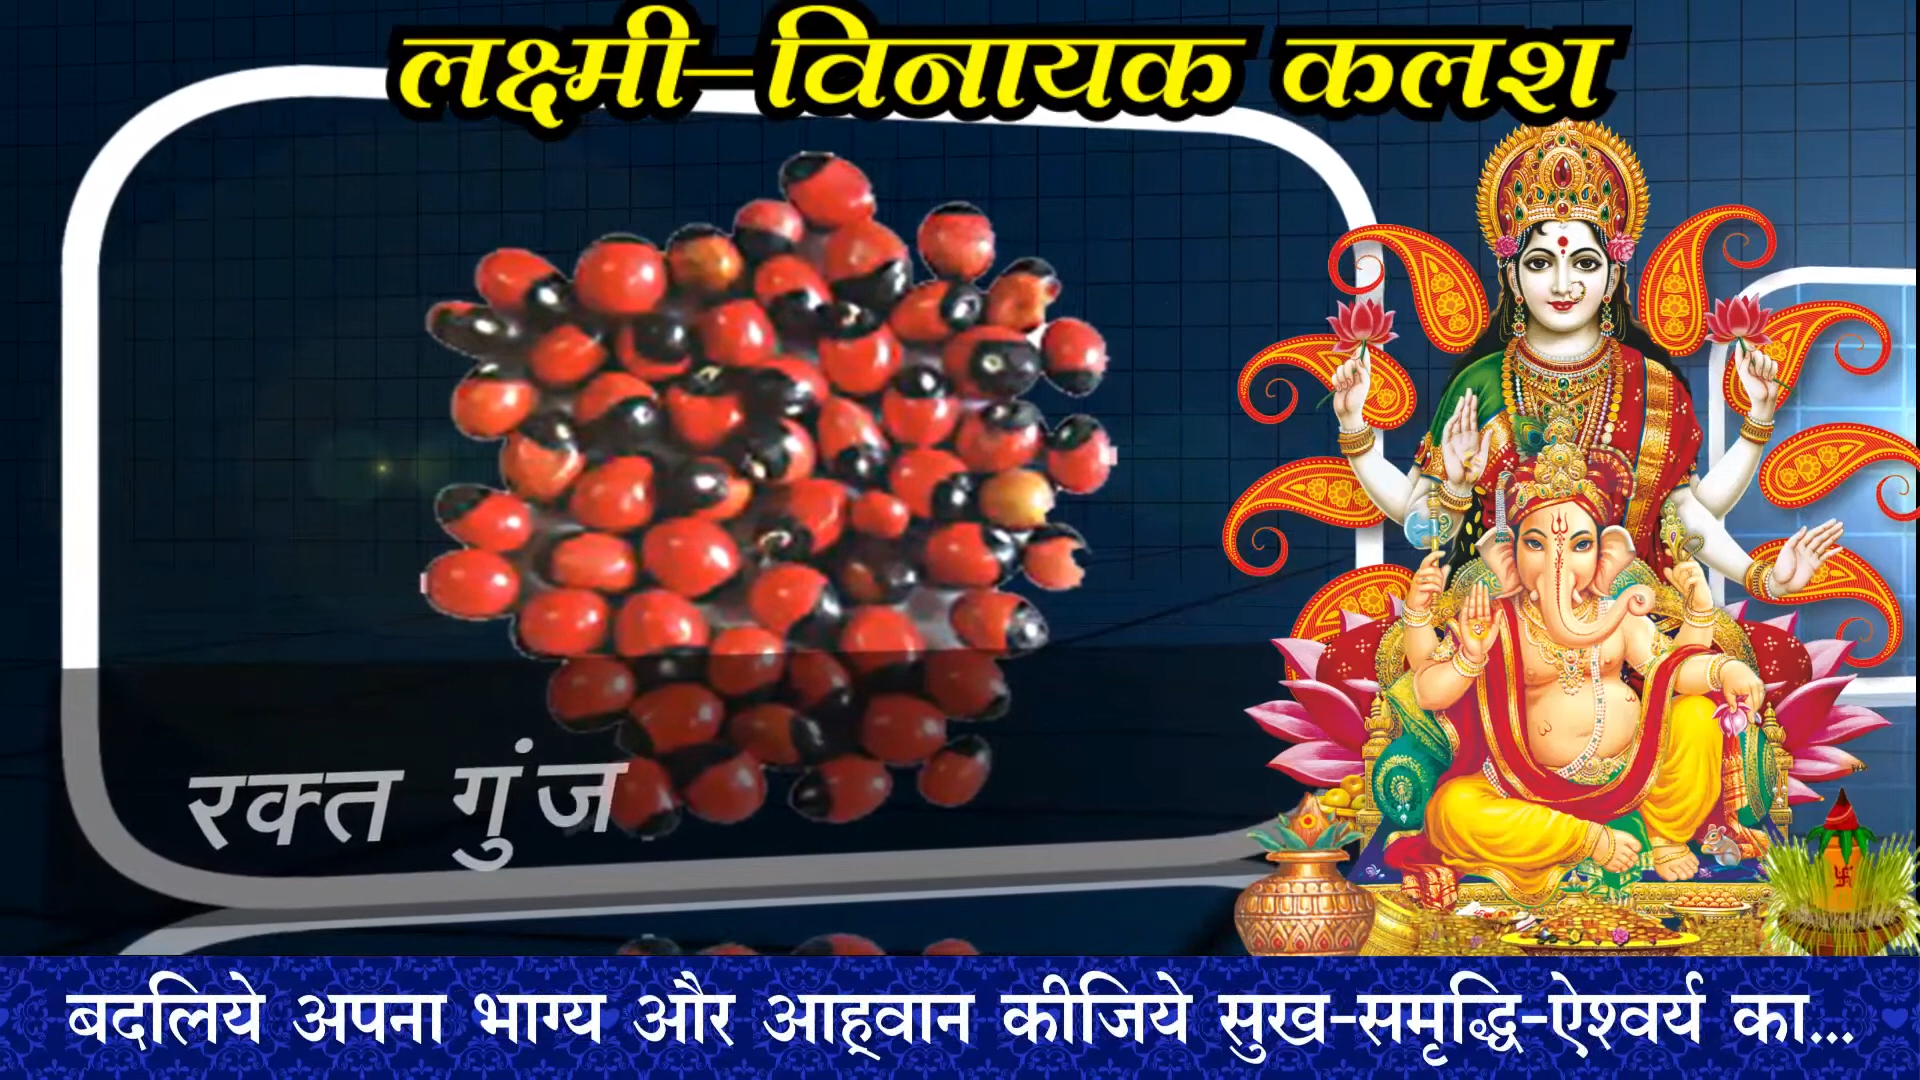 लक्ष्मी-विनायक कलश
रक्त गुंज
बदलिये अपना भाग्य और आह्वान कीजिये सुख-समृद्धि-ऐश्वर्य का...